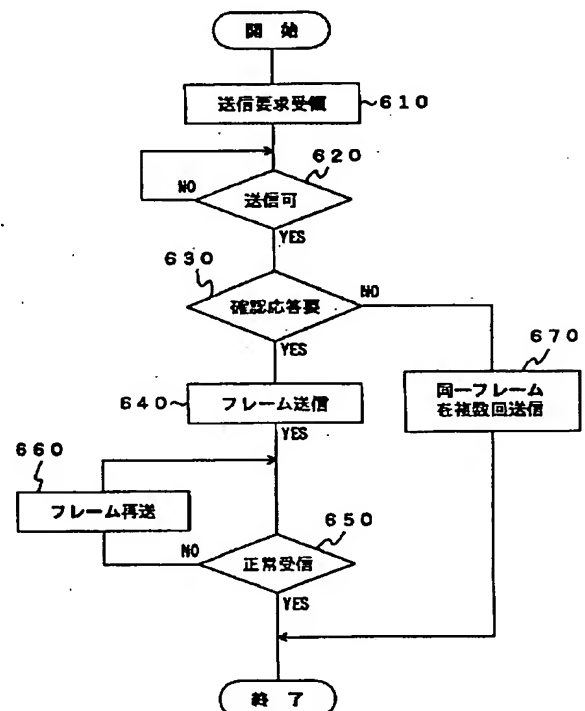 開 始
送信要求受領
610
620
NO
送信可
YES
630
NO
確認応答要
YES
670
640
フレーム送信
同一フレーム
を複数回送信
YES
660
フレーム再送
650
NO
正常受信
YES
終 了